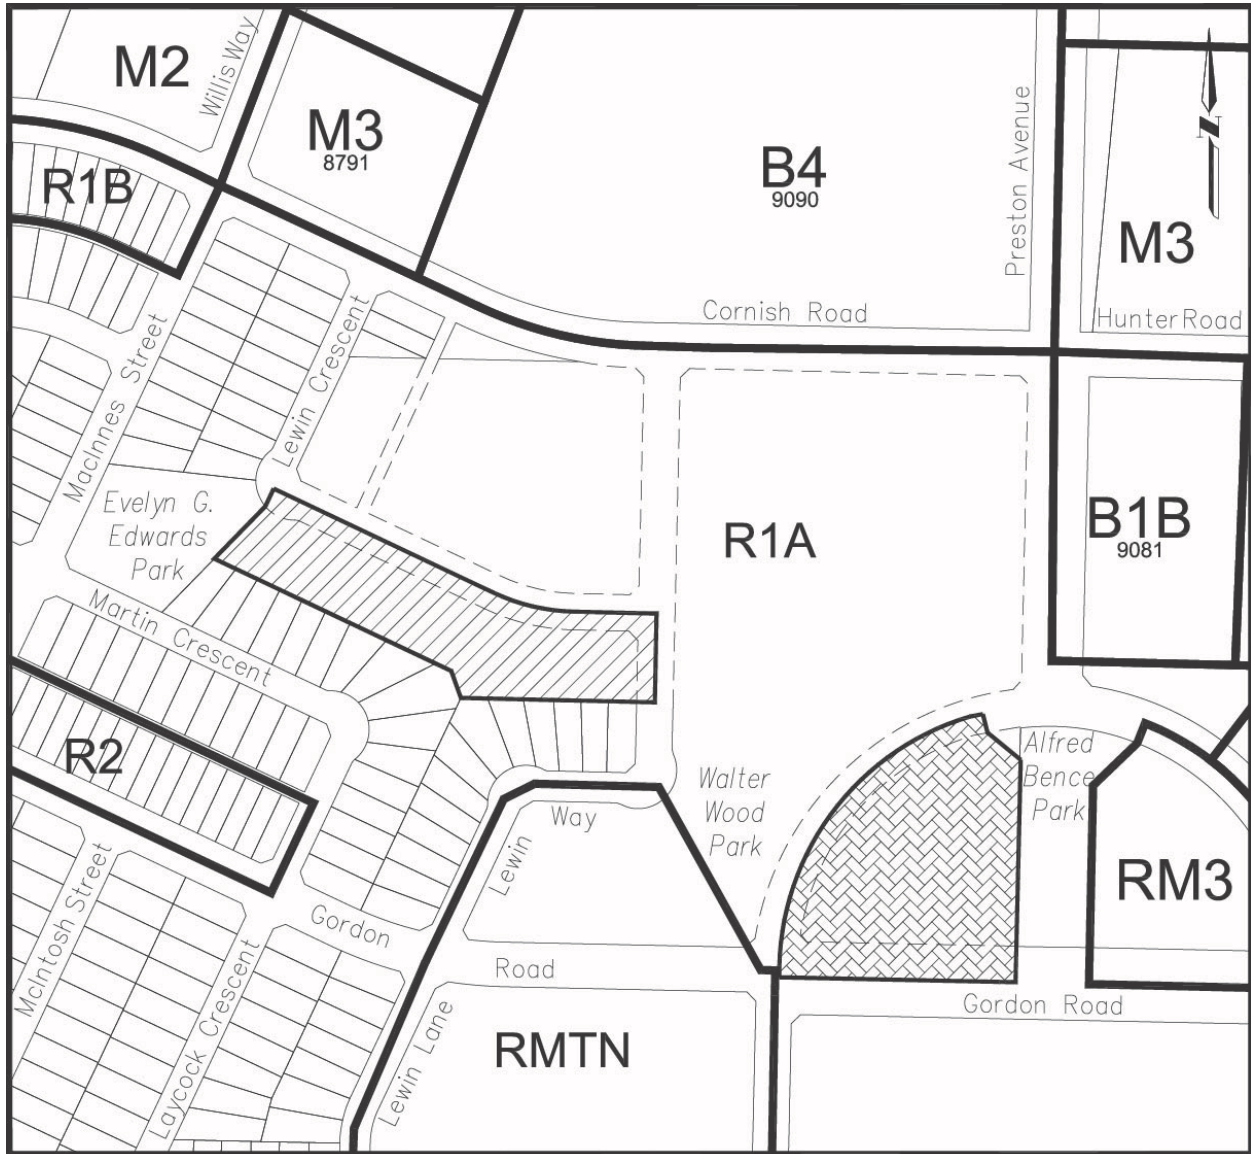 M2
Willis Way
M3
8791
B4
9090
Preston Avenue
N
M3
R1B
Cornish Road
Hunter Road
MacInnes Street
Lewin Crescent
Evelyn G.
Edwards
Park
R1A
B1B
9081
Martin Crescent
R2
Walter
Wood
Park
Alfred
Bence
Park
Way
Lewin
RM3
McIntosh Street
Gordon
Laycock Crescent
Road
Lewin Lane
RMTN
Gordon Road